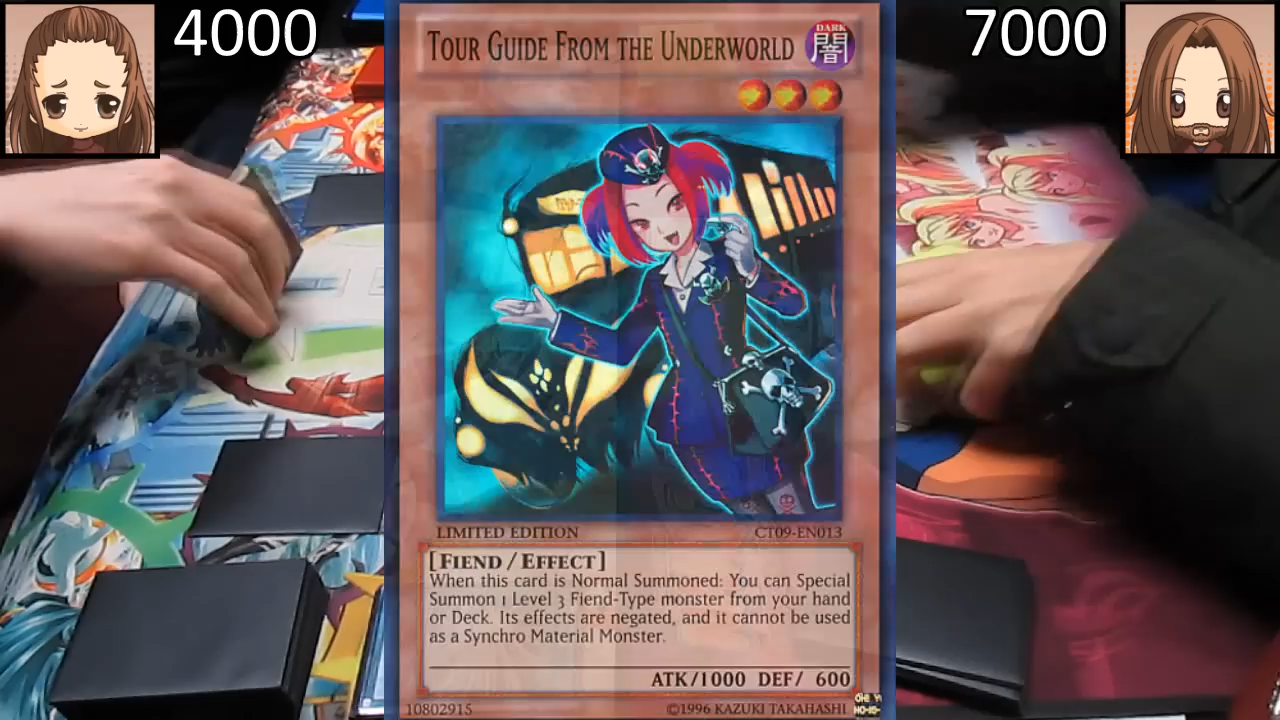 4000
7000
TOUR GUIDE FROM THE UNDERWORLD
DARK
闇
LIMITED EDITION
CT09-EN013
[FIEND/EFFECT]
When this card is Normal Summoned: You can Special
Summon 1 Level 3 Fiend-Type monster from your hand
or Deck. Its effects are negated, and it cannot be used
as a Synchro Material Monster.
ATK/1000 DEF/ 600
10802915
©1996 KAZUKI TAKAHASHI